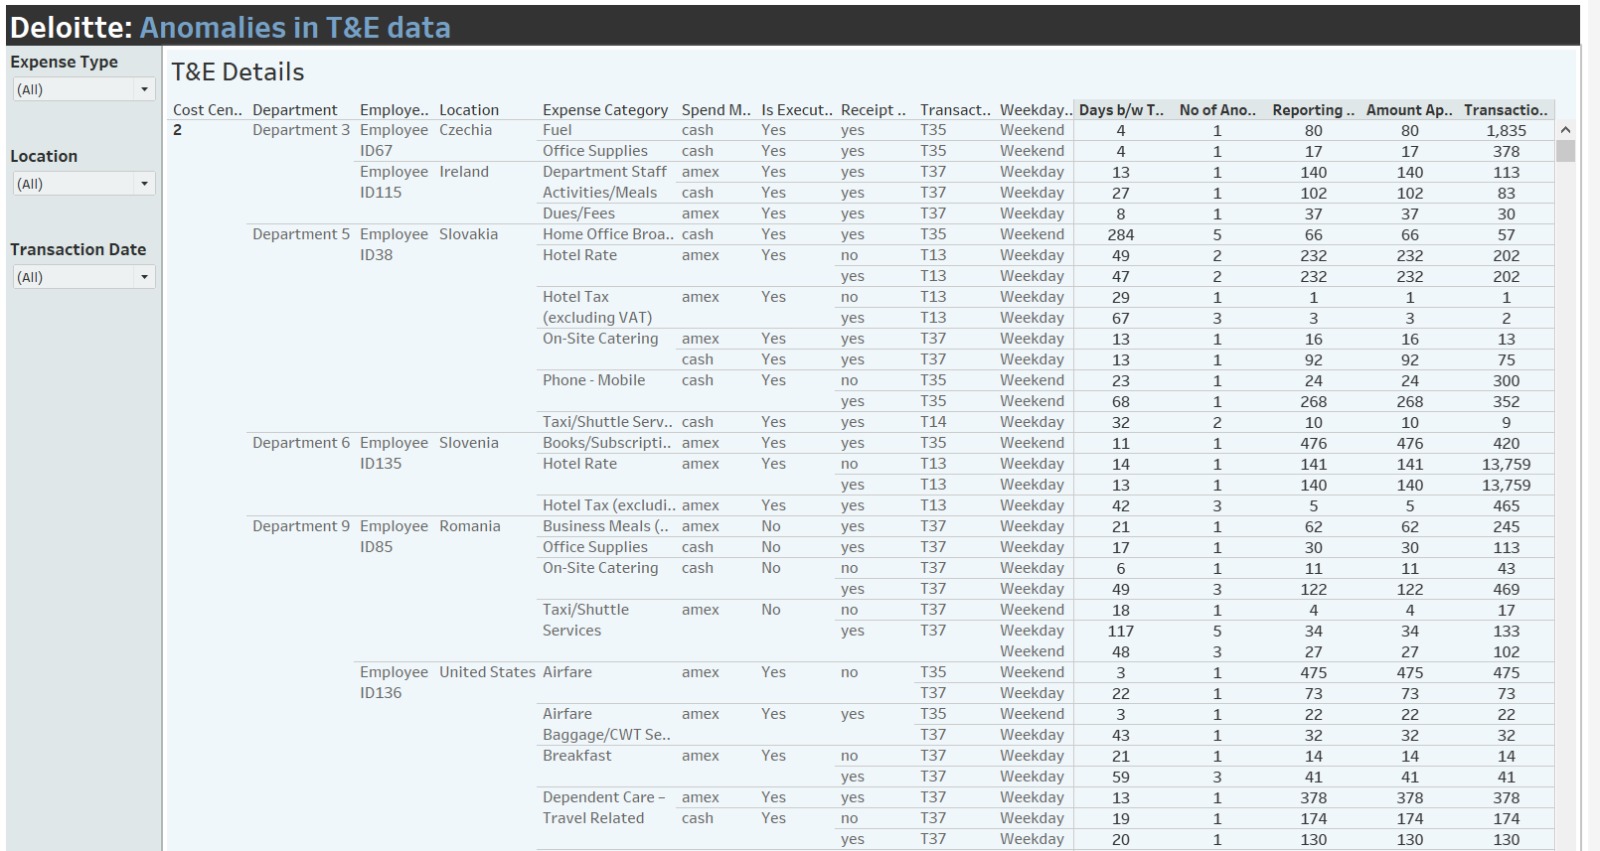 Deloitte: Anomalies in T&E data
Expense Type
(All)
Location
(All)
Transaction Date
(All)
T&E Details
Cost Cen.. Department Employe.. Location Expense Category Spend M.. Is Execut.. Receipt .. Transact.. Weekday.. Days b/w T.. No of Ano.. Reporting .. Amount Ap.. Transactio..
2 Department 3 Employee Czechia Fuel cash Yes yes T35 Weekend 4 1 80 80 1,835
ID67 Office Supplies cash Yes yes T35 Weekend 4 1 17 17 378
Employee Ireland Department Staff amex Yes yes T37 Weekday 13 1 140 140 113
ID115 Activities/Meals cash Yes yes T37 Weekday 27 1 102 102 83
Dues/Fees amex Yes yes T37 Weekday 8 1 37 37 30
Department 5 Employee Slovakia Home Office Broa.. cash Yes yes T35 Weekend 284 5 66 66 57
ID38 Hotel Rate amex Yes no T13 Weekday 49 2 232 232 202
yes T13 Weekday 47 2 232 232 202
Hotel Tax amex Yes no T13 Weekday 29 1 1 1 1
(excluding VAT) yes T13 Weekday 67 3 3 3 2
On-Site Catering amex Yes yes T37 Weekday 13 1 16 16 13
cash Yes yes T37 Weekday 13 1 92 92 75
Phone - Mobile cash Yes no T35 Weekend 23 1 24 24 300
yes T35 Weekend 68 1 268 268 352
Taxi/Shuttle Serv.. cash Yes yes T14 Weekday 32 2 10 10 9
Department 6 Employee Slovenia Books/Subscripti.. amex Yes yes T35 Weekend 11 1 476 476 420
ID135 Hotel Rate amex Yes no T13 Weekday 14 1 141 141 13,759
yes T13 Weekday 13 1 140 140 13,759
Hotel Tax (excludi.. amex Yes yes T13 Weekday 42 3 5 5 465
Department 9 Employee Romania Business Meals (.. amex No yes T37 Weekday 21 1 62 62 245
ID85 Office Supplies cash No yes T37 Weekday 17 1 30 30 113
On-Site Catering cash No no T37 Weekday 6 1 11 11 43
yes T37 Weekday 49 3 122 122 469
Taxi/Shuttle amex No no T37 Weekend 18 1 4 4 17
Services yes T37 Weekday 117 5 34 34 133
Weekend 48 3 27 27 102
Employee United States Airfare amex Yes no T35 Weekend 3 1 475 475 475
ID136 T37 Weekday 22 1 73 73 73
Airfare amex Yes yes T35 Weekend 3 1 22 22 22
Baggage/CWT Se.. T37 Weekday 43 1 32 32 32
Breakfast amex Yes no T37 Weekday 21 1 14 14 14
yes T37 Weekday 59 3 41 41 41
Dependent Care – amex Yes yes T37 Weekday 13 1 378 378 378
Travel Related cash Yes no T37 Weekday 19 1 174 174 174
yes T37 Weekday 20 1 130 130 130